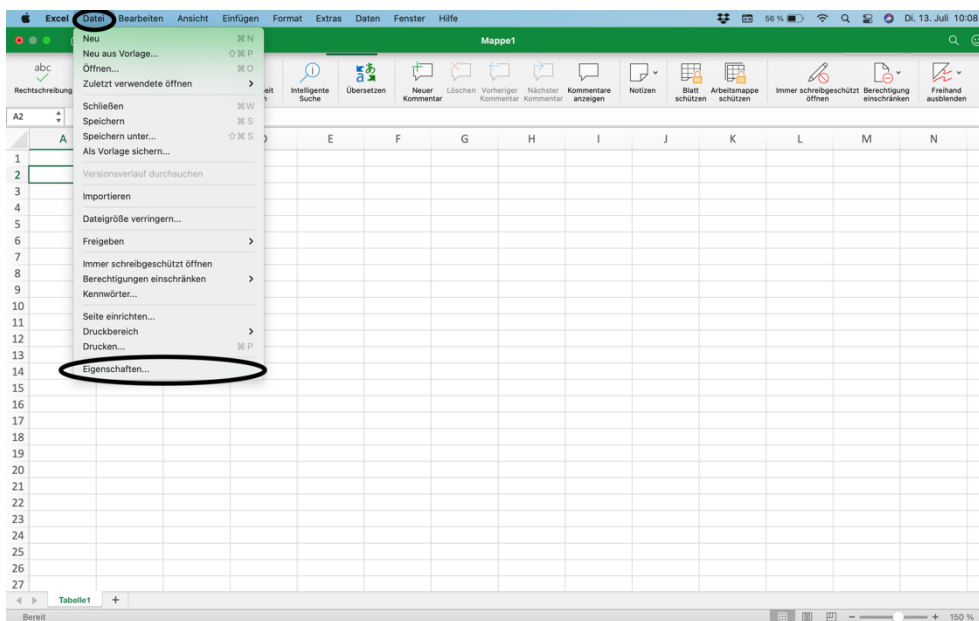 Excel Datei Bearbeiten Ansicht Einfügen Format Extras Daten Fenster Hilfe 56 % Di. 13. Juli 10:08
Mappe1
abc
Rechtschreibung
Intelligente Suche
Übersetzen
Neuer Kommentar
Löschen
Vorheriger Kommentar
Nächster Kommentar
Kommentare anzeigen
Notizen
Blatt schützen
Arbeitsmappe schützen
Immer schreibgeschützt öffnen
Berechtigung einschränken
Freihand ausblenden
Neu ⌘N
Neu aus Vorlage... ⇧⌘P
Öffnen... ⌘O
Zuletzt verwendete öffnen
Schließen ⌘W
Speichern ⌘S
Speichern unter... ⇧⌘S
Als Vorlage sichern...
Versionsverlauf durchsuchen
Importieren
Dateigröße verringern...
Freigeben
Immer schreibgeschützt öffnen
Berechtigungen einschränken
Kennwörter...
Seite einrichten...
Druckbereich
Drucken... ⌘P
Eigenschaften...
A2
A E F G H I J K L M N
1
2
3
4
5
6
7
8
9
10
11
12
13
14
15
16
17
18
19
20
21
22
23
24
25
26
27
Tabelle1 +
Bereit 150 %